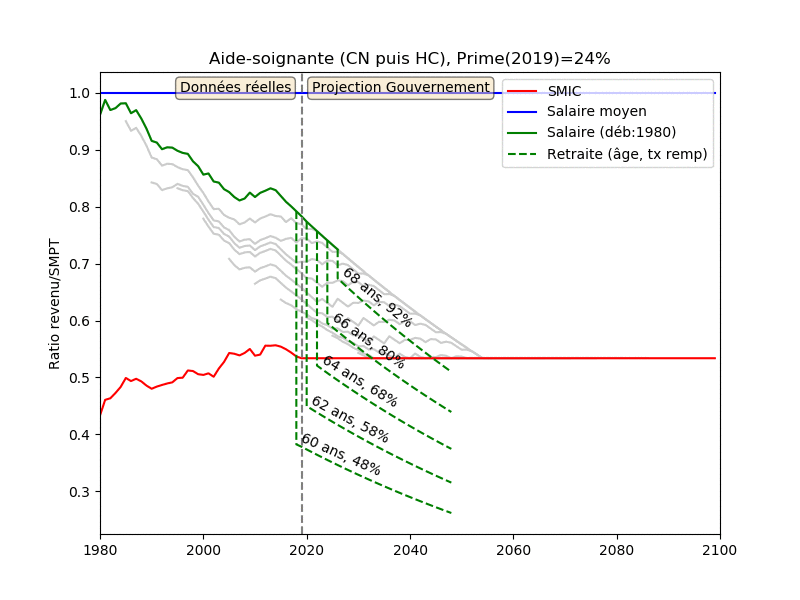 Aide-soignante (CN puis HC), Prime(2019)=24%
Données réelles
Projection Gouvernement
SMIC
Salaire moyen
Salaire (déb:1980)
Retraite (âge, tx remp)
Ratio revenu/SMPT
1.0
0.9
0.8
0.7
0.6
0.5
0.4
0.3
68 ans, 92%
66 ans, 80%
64 ans, 68%
62 ans, 58%
60 ans, 48%
1980
2000
2020
2040
2060
2080
2100